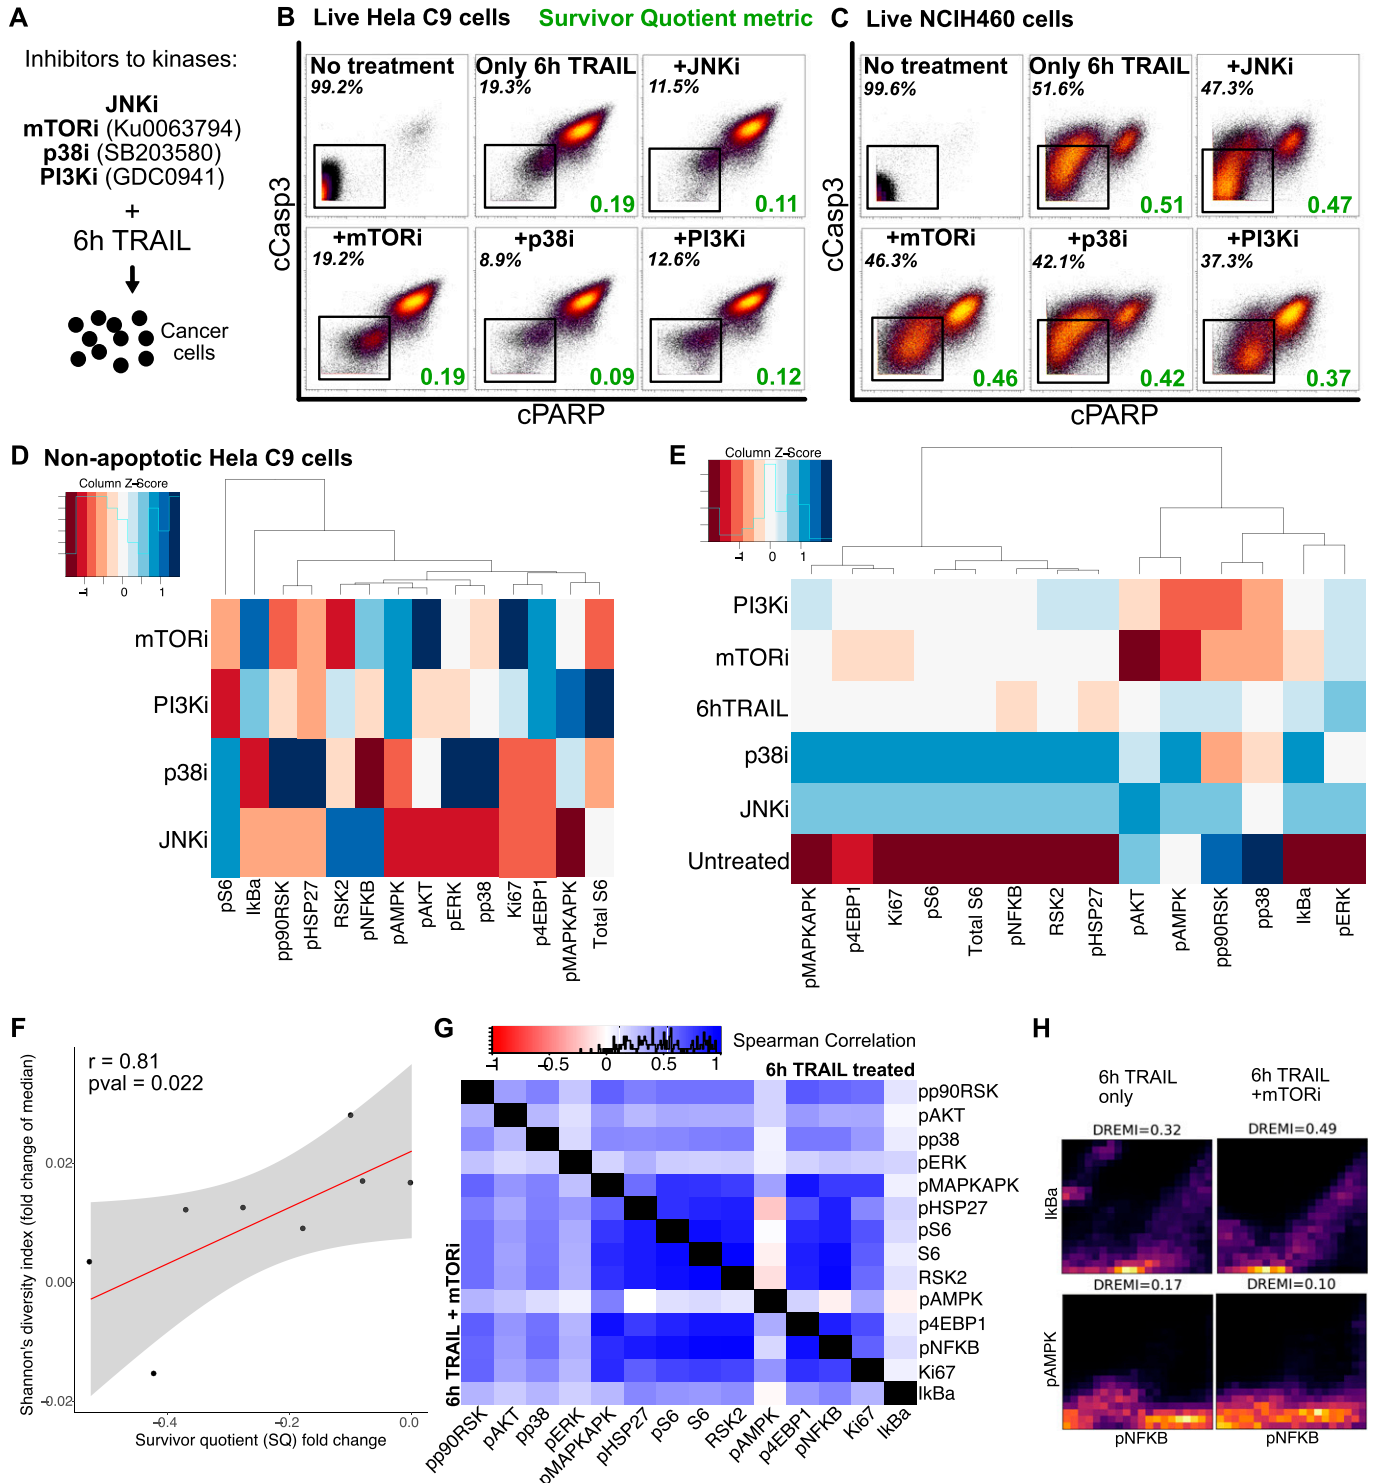 A
Inhibitors to kinases:
JNKi
mTORi (Ku0063794)
p38i (SB203580)
PI3Ki (GDC0941)
+
6h TRAIL
Cancer
cells
B Live Hela C9 cells
Survivor Quotient metric
No treatment
99.2%
Only 6h TRAIL
19.3%
0.19
+JNKi
11.5%
0.11
+mTORi
19.2%
0.19
+p38i
8.9%
0.09
+PI3Ki
12.6%
0.12
cCasp3
cPARP
C Live NCIH460 cells
No treatment
99.6%
Only 6h TRAIL
51.6%
0.51
+JNKi
47.3%
0.47
+mTORi
46.3%
0.46
+p38i
42.1%
0.42
+PI3Ki
37.3%
0.37
cCasp3
cPARP
D Non-apoptotic Hela C9 cells
Column Z-Score
-1 0 1
mTORi
PI3Ki
p38i
JNKi
pS6
IkBa
pp90RSK
pHSP27
RSK2
pNFKB
pAMPK
pAKT
pERK
pp38
Ki67
p4EBP1
pMAPKAPK
Total S6
E
Column Z-Score
-1 0 1
PI3Ki
mTORi
6hTRAIL
p38i
JNKi
Untreated
pMAPKAPK
p4EBP1
Ki67
pS6
Total S6
pNFKB
RSK2
pHSP27
pAKT
pAMPK
pp90RSK
pp38
IkBa
pERK
F
r = 0.81
pval = 0.022
Shannon's diversity index (fold change of median)
0.02
0.00
-0.02
-0.4 -0.2 0.0
Survivor quotient (SQ) fold change
G
Spearman Correlation
-1 -0.5 0 0.5 1
6h TRAIL treated
6h TRAIL + mTORi
pp90RSK
pAKT
pp38
pERK
pMAPKAPK
pHSP27
pS6
S6
RSK2
pAMPK
p4EBP1
pNFKB
Ki67
IkBa
pp90RSK
pAKT
pp38
pERK
pMAPKAPK
pHSP27
pS6
S6
RSK2
pAMPK
p4EBP1
pNFKB
Ki67
IkBa
H
6h TRAIL
only
6h TRAIL
+mTORi
DREMI=0.32
DREMI=0.49
IkBa
DREMI=0.17
DREMI=0.10
pAMPK
pNFKB
pNFKB